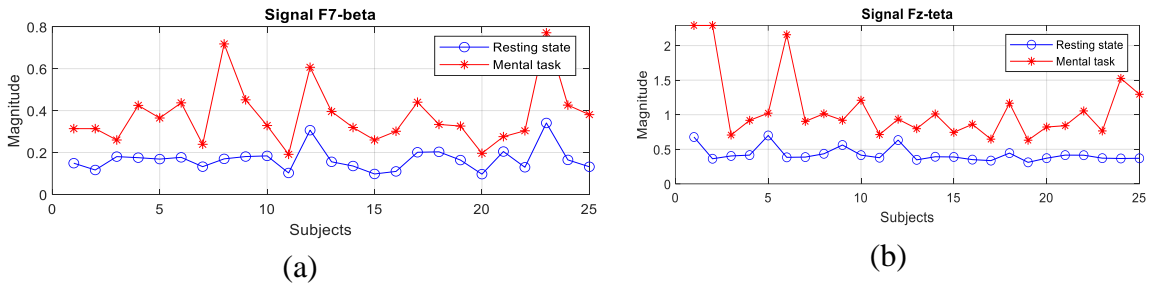 Signal F7-beta
0.8
0.6
0.4
0.2
0
Magnitude
Resting state
Mental task
0 5 10 15 20 25
Subjects
(a)
Signal Fz-teta
2
1.5
1
0.5
0
Magnitude
Resting state
Mental task
0 5 10 15 20 25
Subjects
(b)